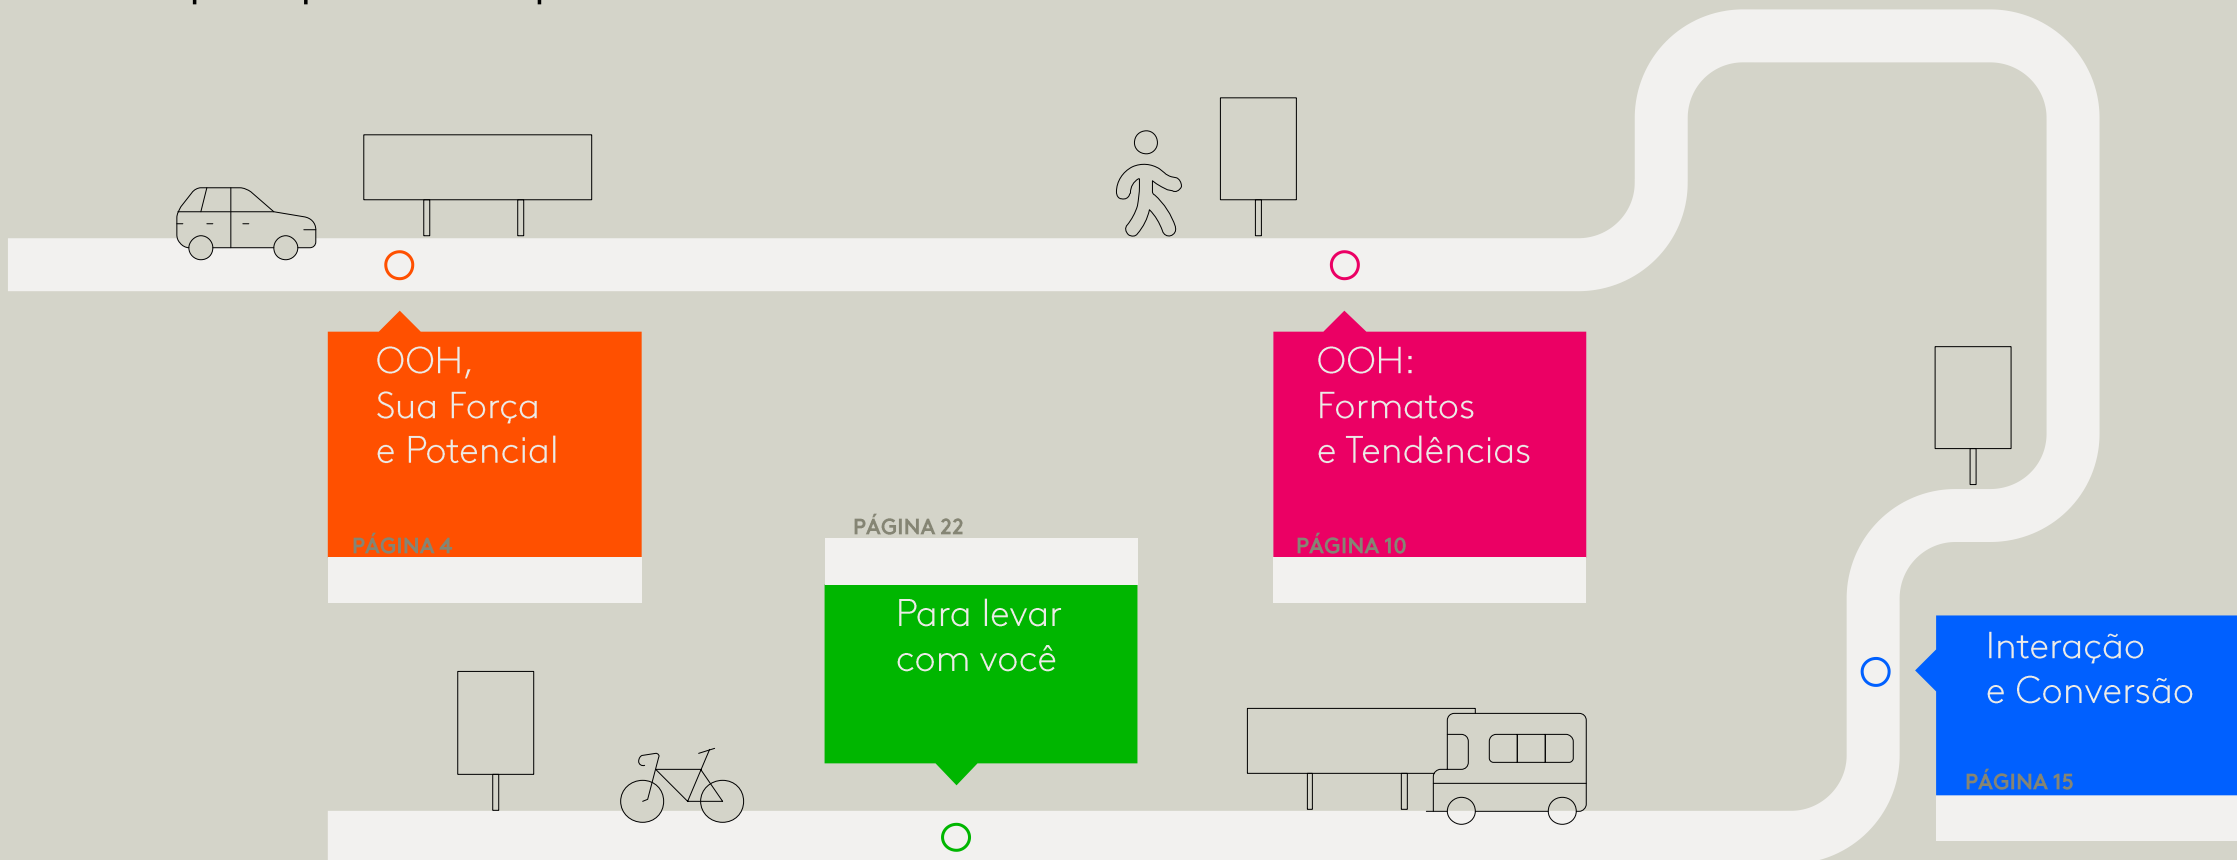 OOH,
Sua Força
e Potencial
PÁGINA 4
OOH:
Formatos
e Tendências
PÁGINA 10
Interação
e Conversão
PÁGINA 15
PÁGINA 22
Para levar
com você